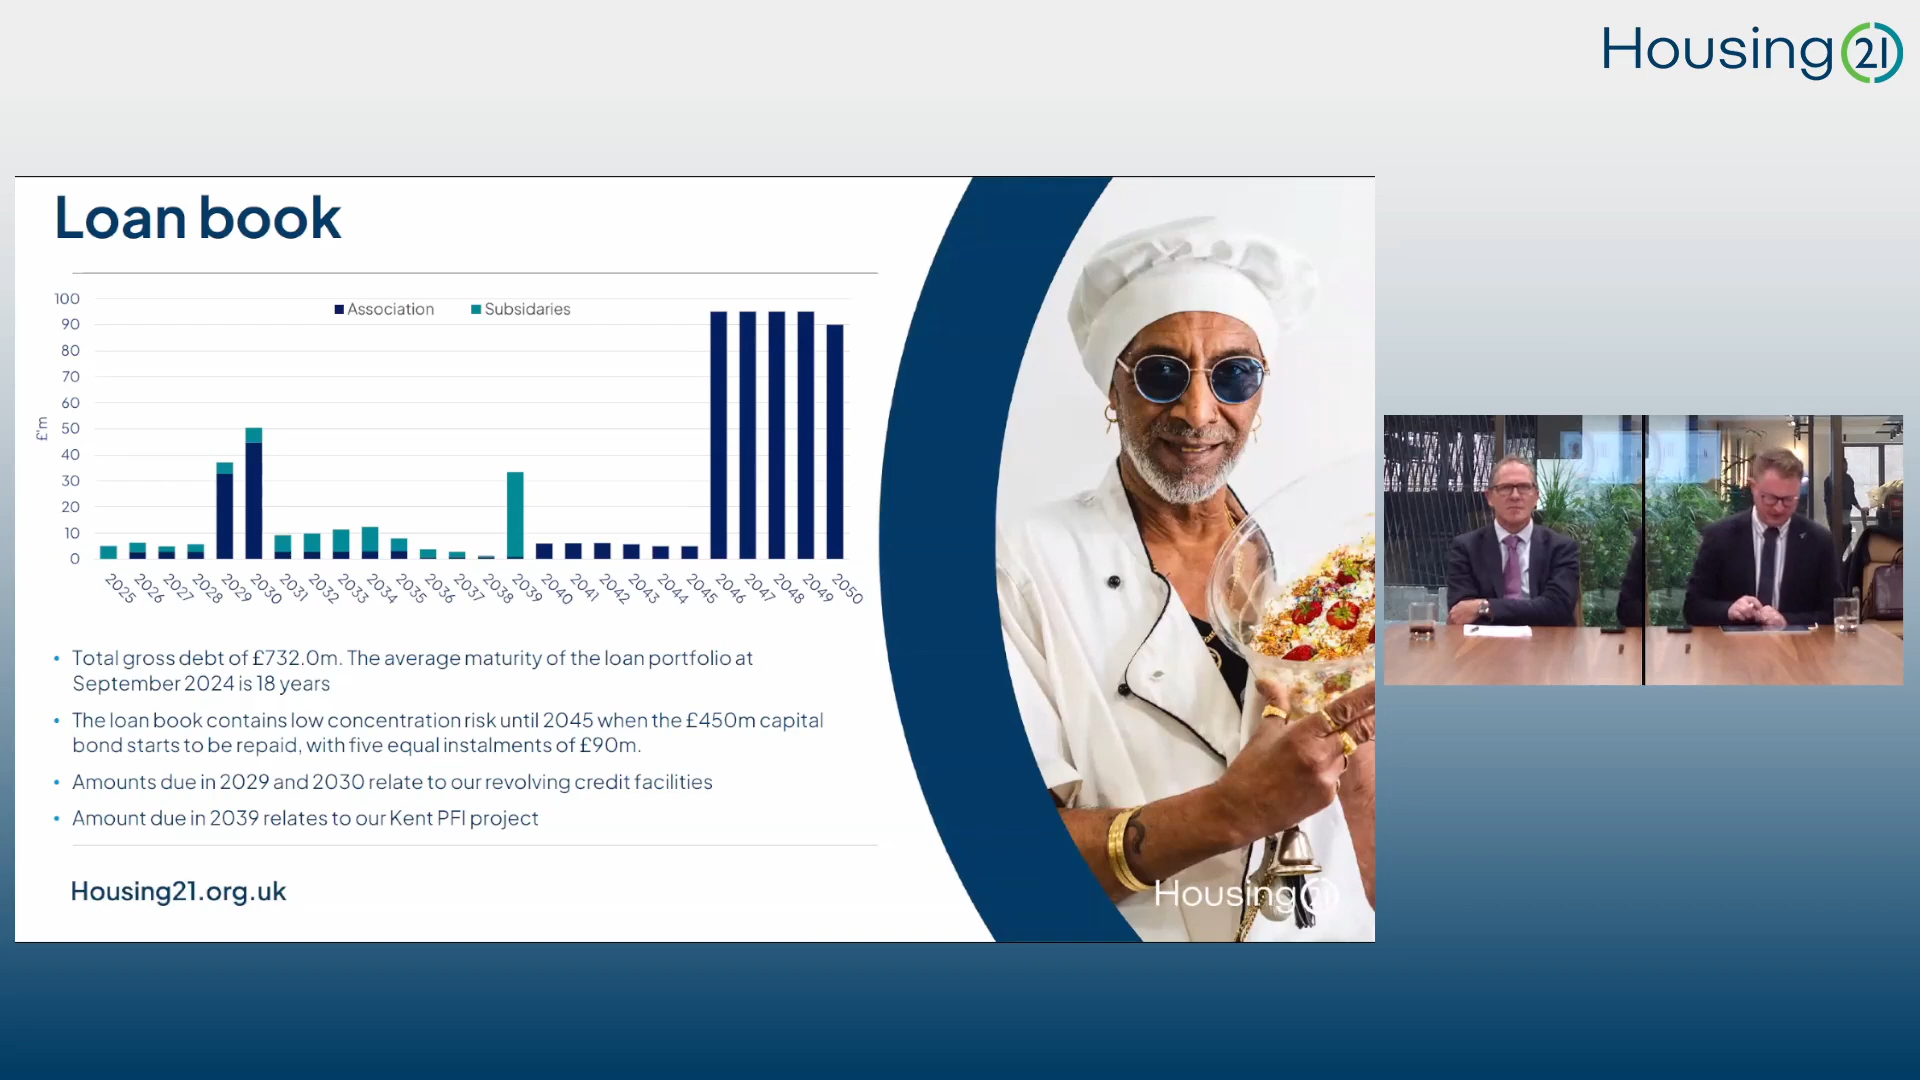 Housing 21
Loan book
Association
Subsidaries
£'m
100
90
80
70
60
50
40
30
20
10
0
2025
2026
2027
2028
2029
2030
2031
2032
2033
2034
2035
2036
2037
2038
2039
2040
2041
2042
2043
2044
2045
2046
2047
2048
2049
2050
• Total gross debt of £732.0m. The average maturity of the loan portfolio at
September 2024 is 18 years
• The loan book contains low concentration risk until 2045 when the £450m capital
bond starts to be repaid, with five equal instalments of £90m.
• Amounts due in 2029 and 2030 relate to our revolving credit facilities
• Amount due in 2039 relates to our Kent PFI project
Housing21.org.uk
Housing 21